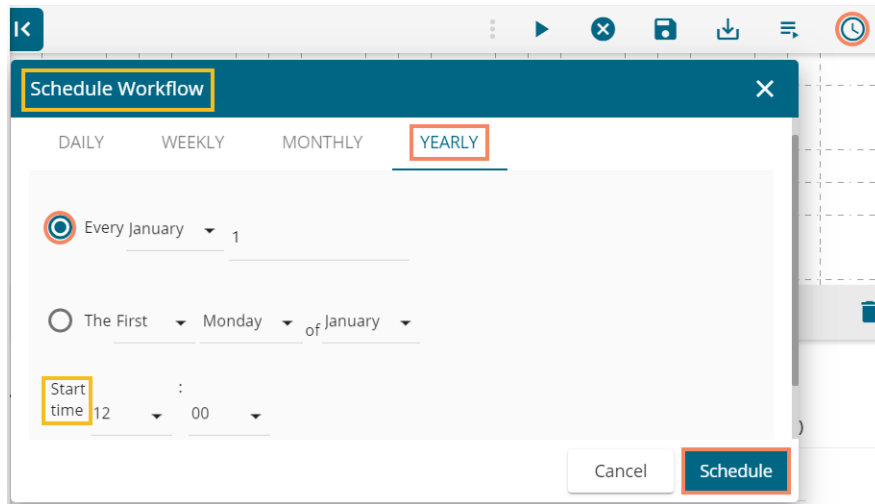 Schedule Workflow
DAILY WEEKLY MONTHLY YEARLY
Every January 1
The First Monday of January
Start time 12 : 00
)
Cancel Schedule